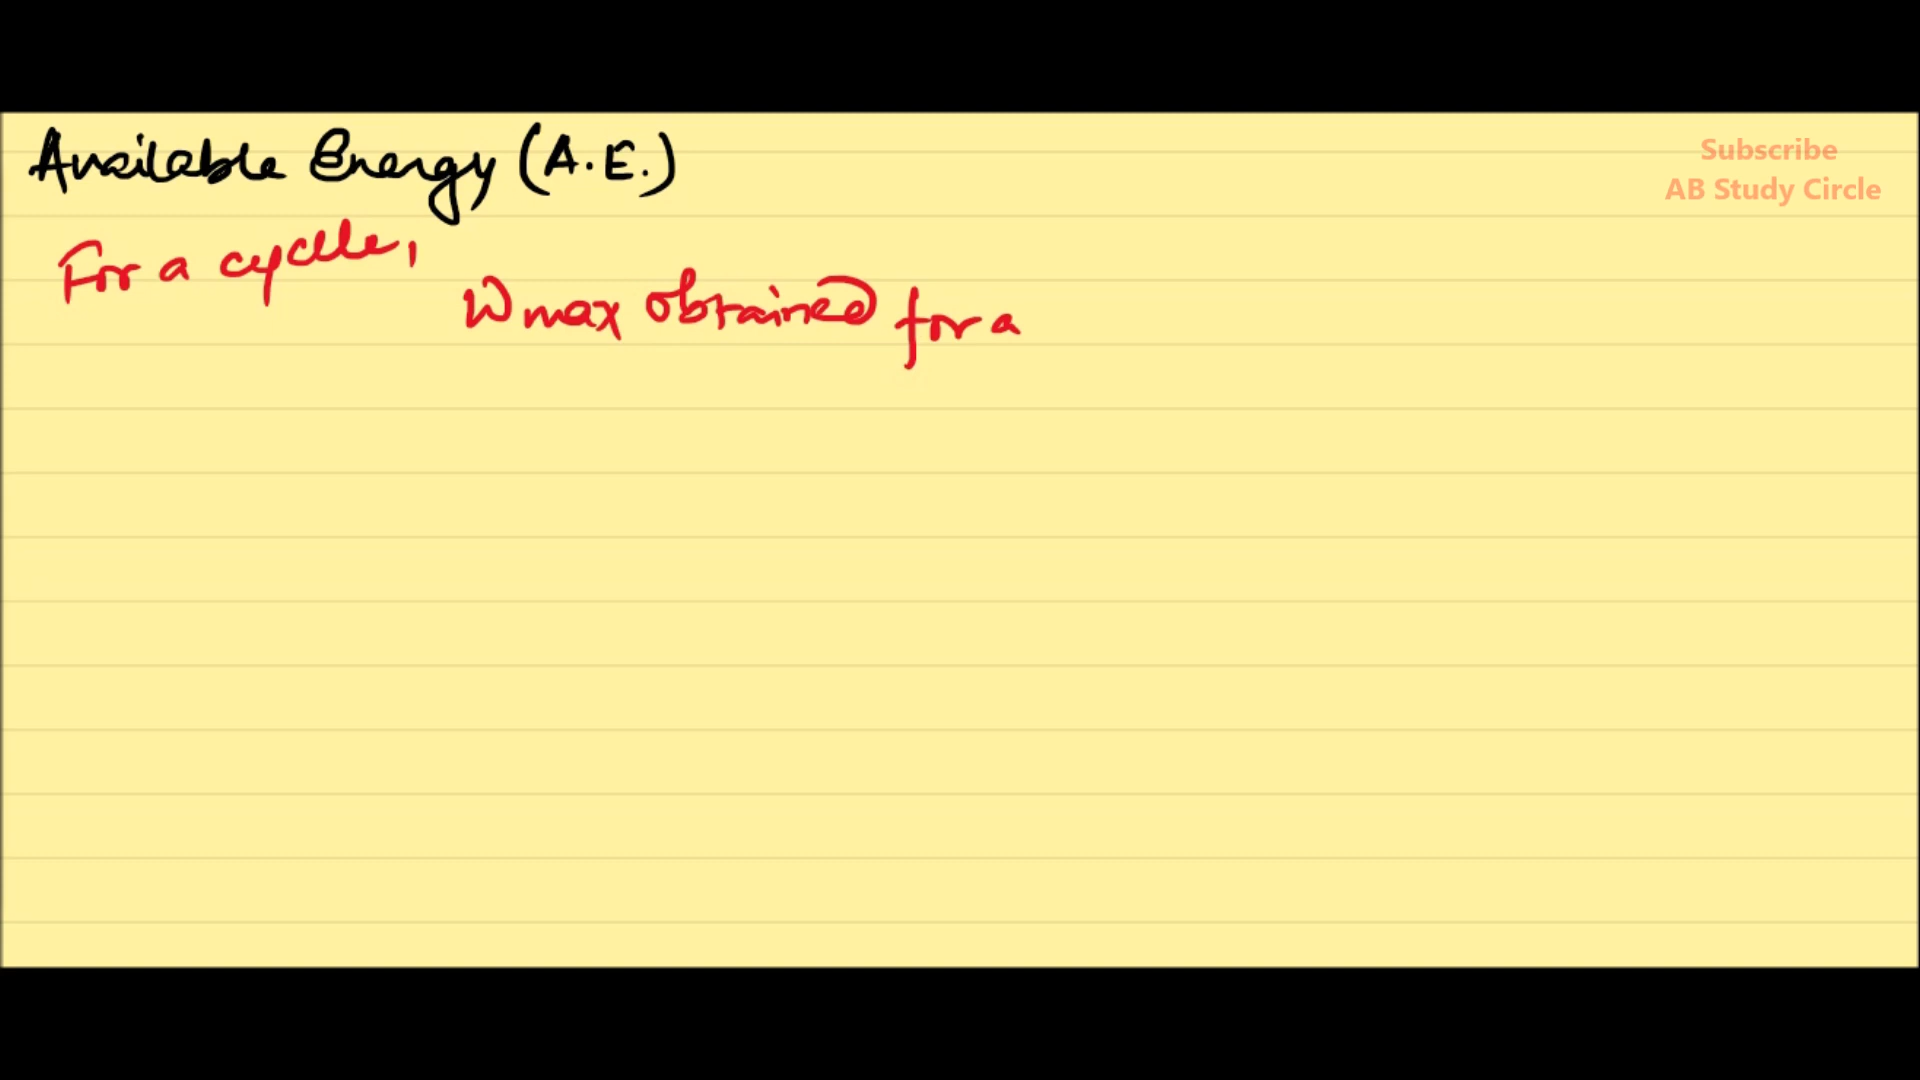 Available Energy (A.E.)
Subscribe
AB Study Circle
For a cycle,
Wmax obtained for a